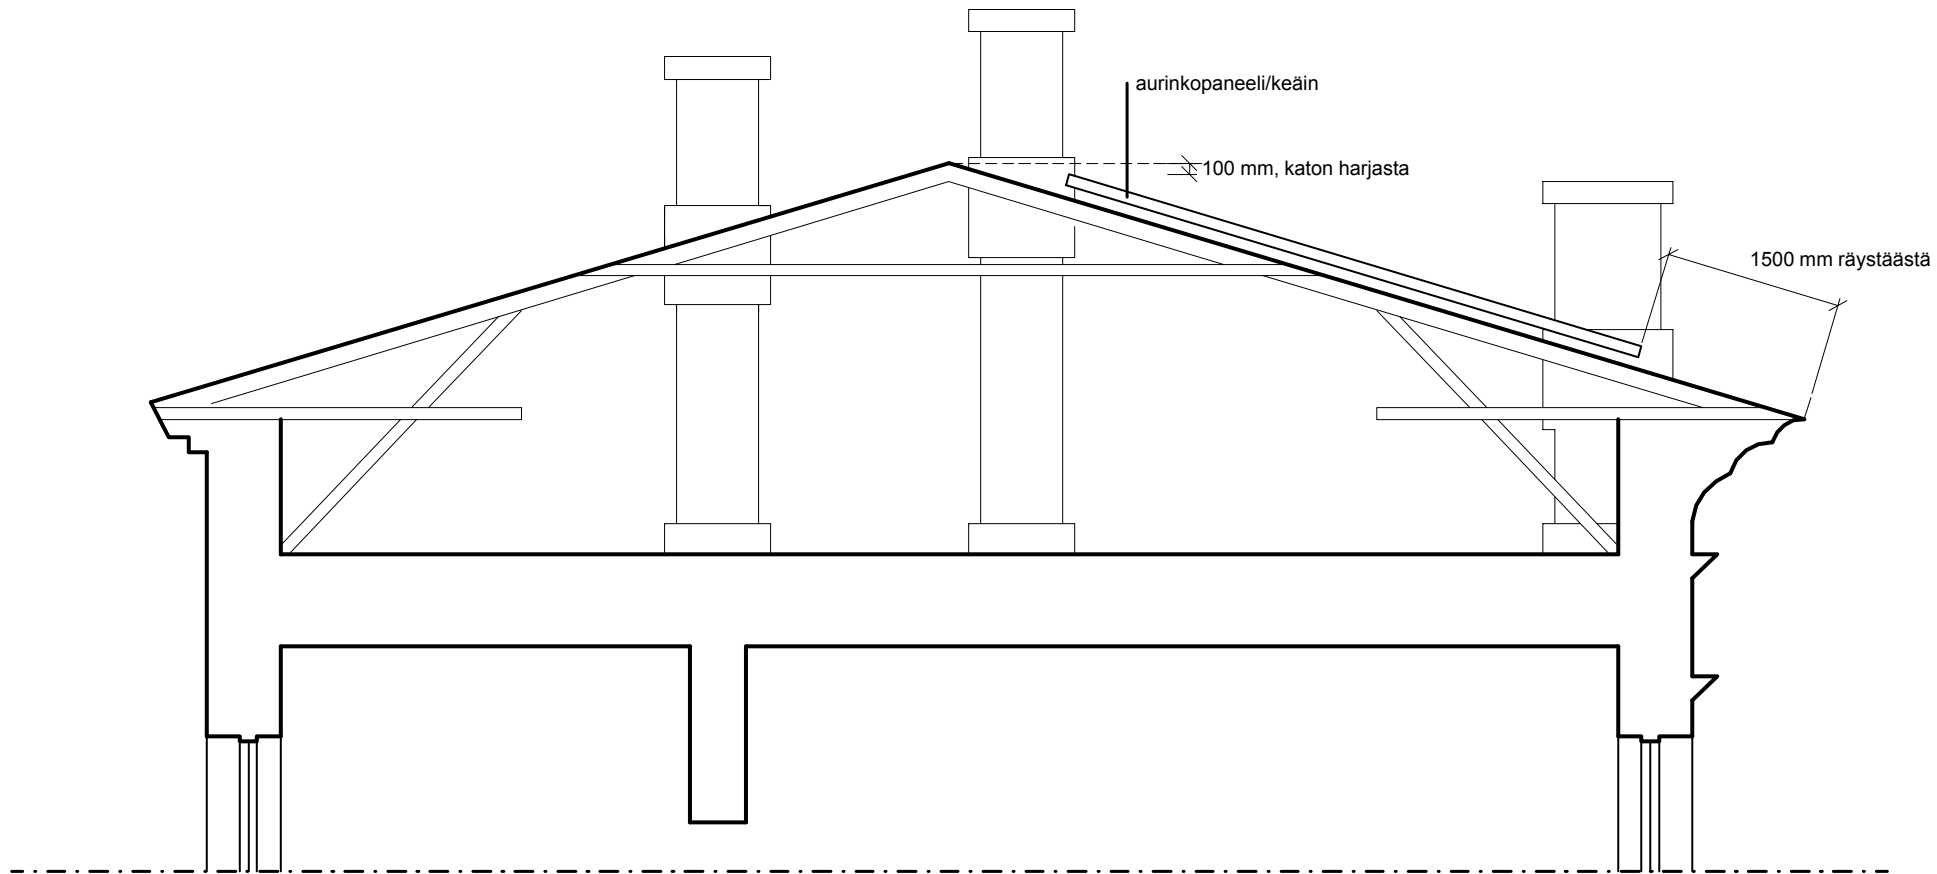 aurinkopaneeli/keäin
100 mm, katon harjasta
1500 mm räystäästä